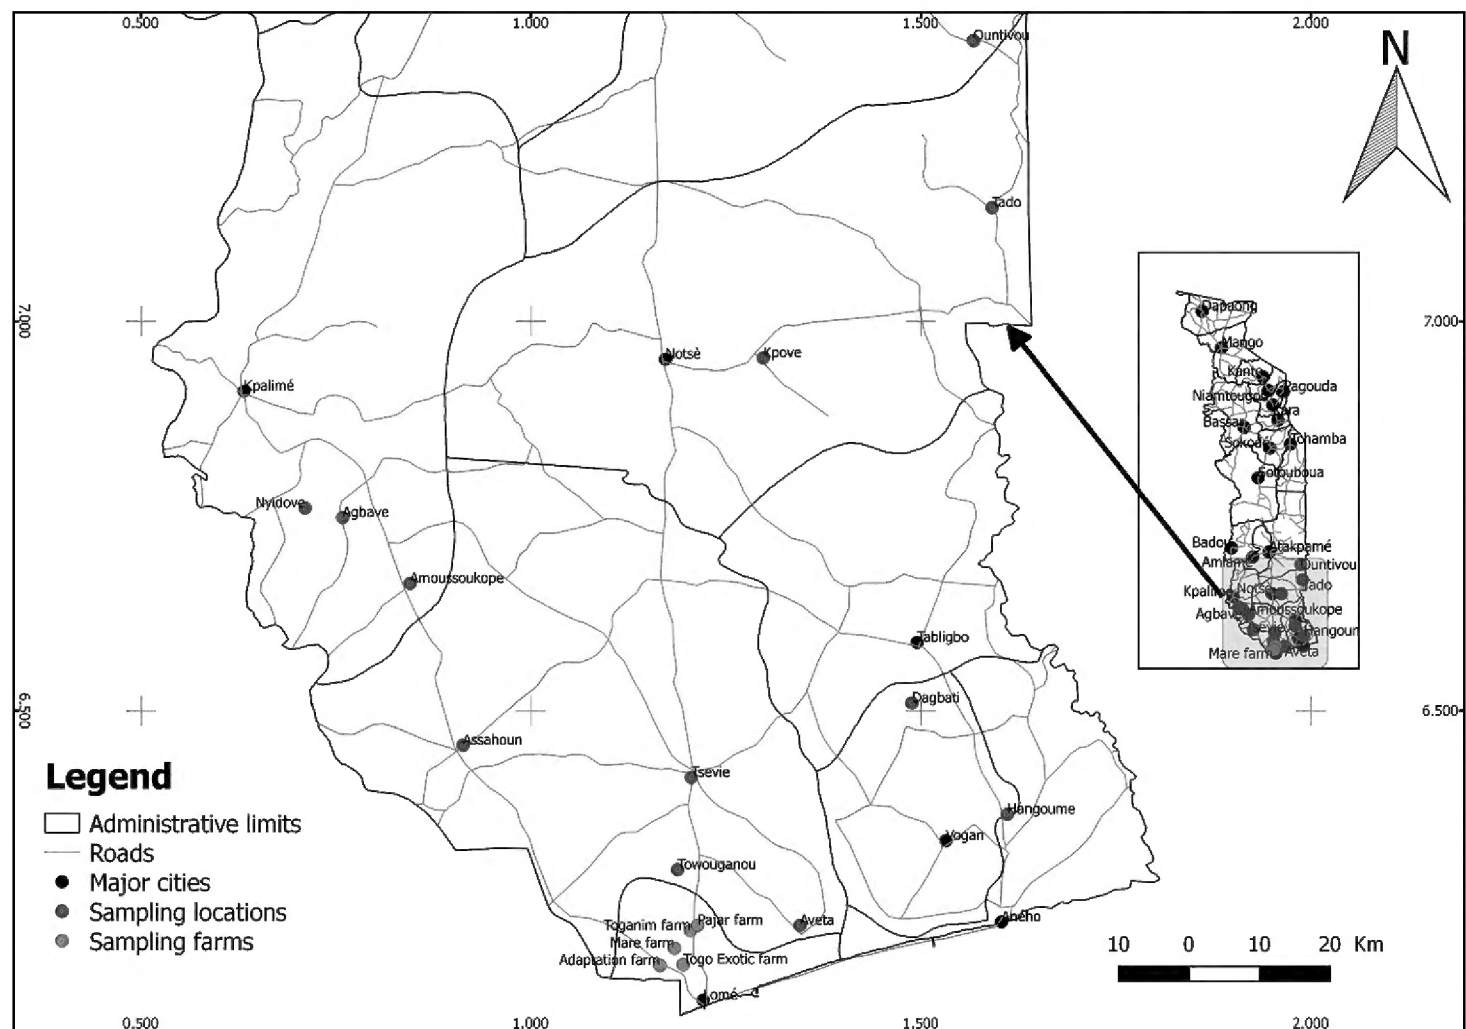 0.500 1.000 1.500 2.000
N
Ountivou
Tado
7.000 7.000
Notsè
Kpove
Kpalimé
Nyidove
Agbave
Amoussoukope
Tabligbo
Dagbati
6.500 6.500
Assahoun
Tsevie
Hangoume
Vogan
Towouganou
Toganim farm
Pajar farm
Aveta
Aného
Mare farm
Adaptation farm
Togo Exotic farm
Lomé
Legend
Administrative limits
Roads
Major cities
Sampling locations
Sampling farms
Dapaong
Mango
Kante
Pagouda
Niamtougou
Kara
Bassar
Sokodé
Tchamba
Sotouboua
Badou
Atakpamé
Amlamé
Ountivou
Tado
Kpalimé
Notsè
Amoussoukope
Agbave
Tsevie
Hangoum
Mare farm
Aveta
10 0 10 20 Km
0.500 1.000 1.500 2.000